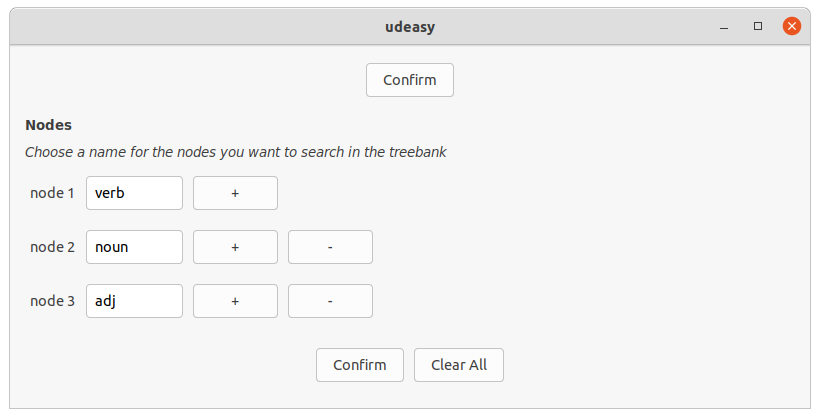 udeasy
Confirm
Nodes
Choose a name for the nodes you want to search in the treebank
node 1 verb +
node 2 noun + -
node 3 adj + -
Confirm Clear All